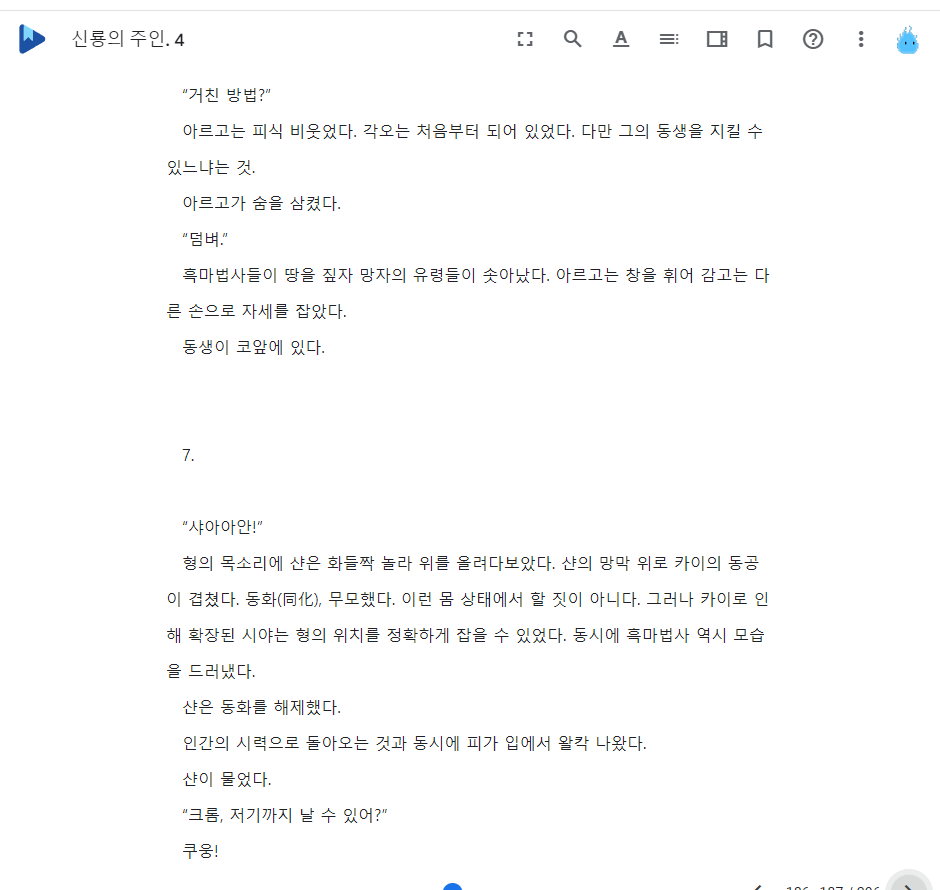 신룡의 주인. 4
“거친 방법?”
아르고는 피식 비웃었다. 각오는 처음부터 되어 있었다. 다만 그의 동생을 지킬 수
있느냐는 것.
아르고가 숨을 삼켰다.
“덤벼.”
흑마법사들이 땅을 짚자 망자의 유령들이 솟아났다. 아르고는 창을 휘어 감고는 다
른 손으로 자세를 잡았다.
동생이 코앞에 있다.
7.
“샤아아안!”
형의 목소리에 샨은 화들짝 놀라 위를 올려다보았다. 샨의 망막 위로 카이의 동공
이 겹쳤다. 동화(同化), 무모했다. 이런 몸 상태에서 할 짓이 아니다. 그러나 카이로 인
해 확장된 시야는 형의 위치를 정확하게 잡을 수 있었다. 동시에 흑마법사 역시 모습
을 드러냈다.
샨은 동화를 해제했다.
인간의 시력으로 돌아오는 것과 동시에 피가 입에서 왈칵 나왔다.
샨이 물었다.
“크롬, 저기까지 날 수 있어?”
쿠웅!